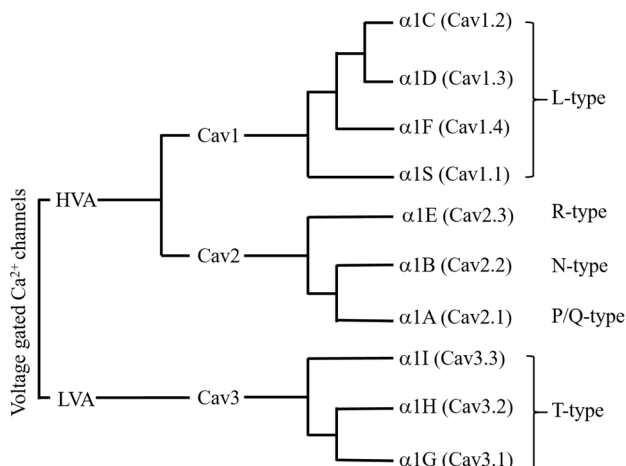 Voltage gated Ca²⁺ channels
HVA
LVA
Cav1
Cav2
Cav3
α1C (Cav1.2)
α1D (Cav1.3)
α1F (Cav1.4)
α1S (Cav1.1)
L-type
α1E (Cav2.3) R-type
α1B (Cav2.2) N-type
α1A (Cav2.1) P/Q-type
α1I (Cav3.3)
α1H (Cav3.2)
α1G (Cav3.1)
T-type